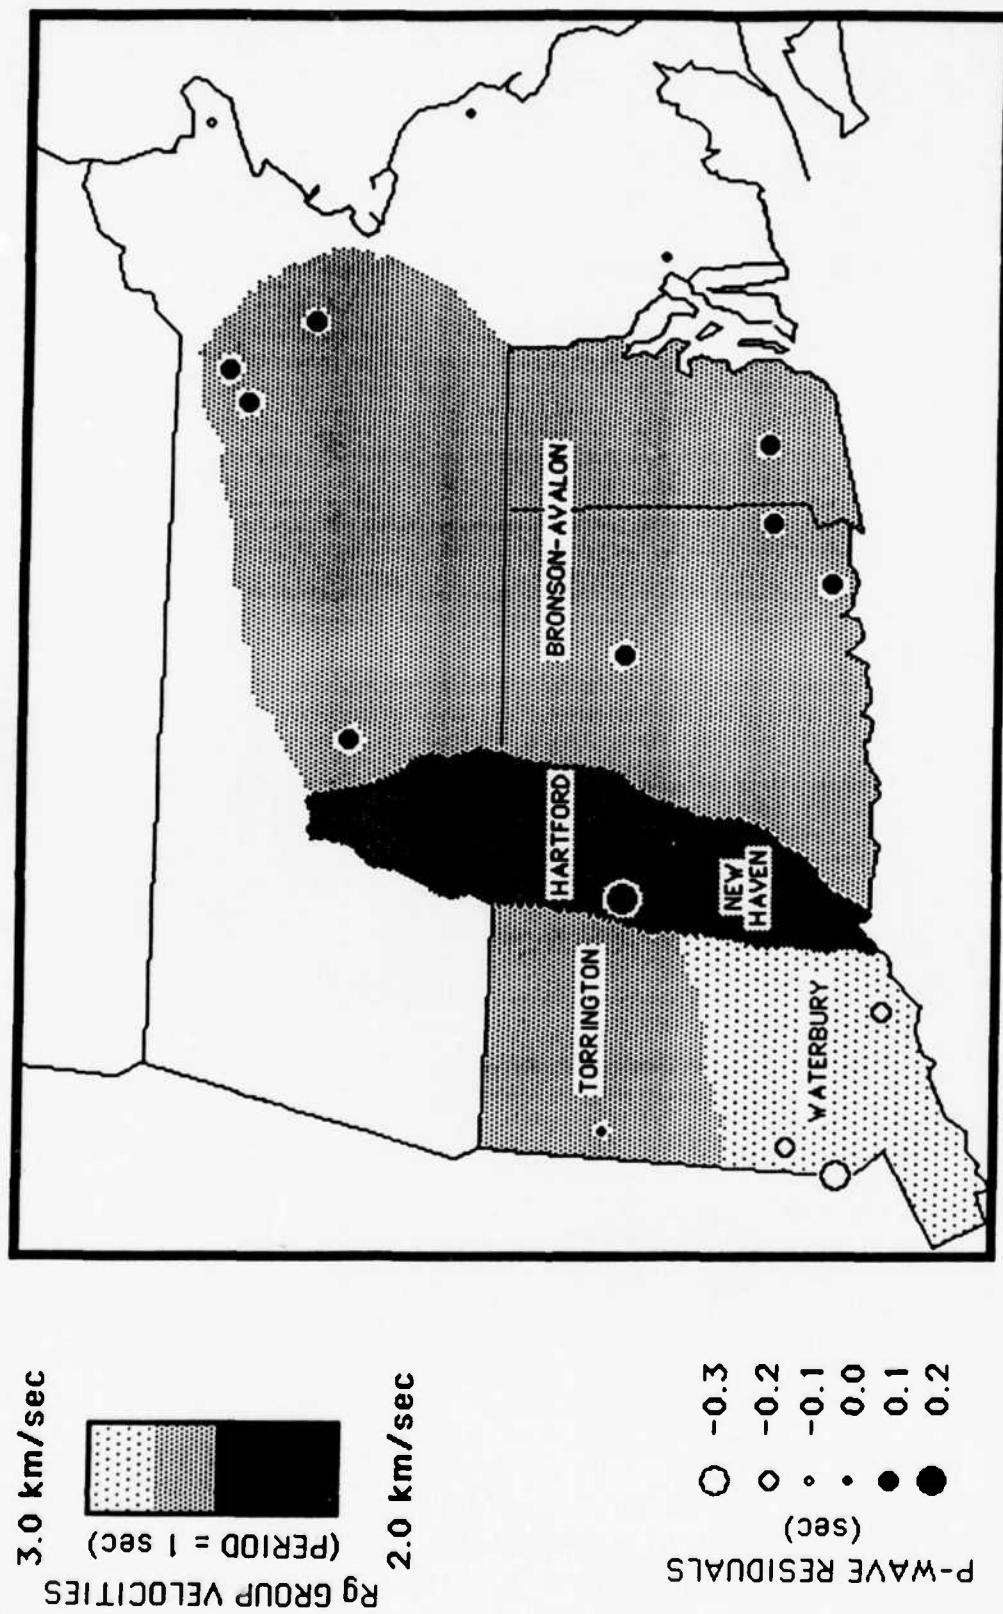 BRONSON-AVALON
HARTFORD
NEW
HAVEN
TORRINGTON
WATERBURY
Rg GROUP VELOCITIES
(PERIOD = 1 sec)
3.0 km/sec
2.0 km/sec
P-WAVE RESIDUALS
(sec)
-0.3
-0.2
-0.1
0.0
0.1
0.2